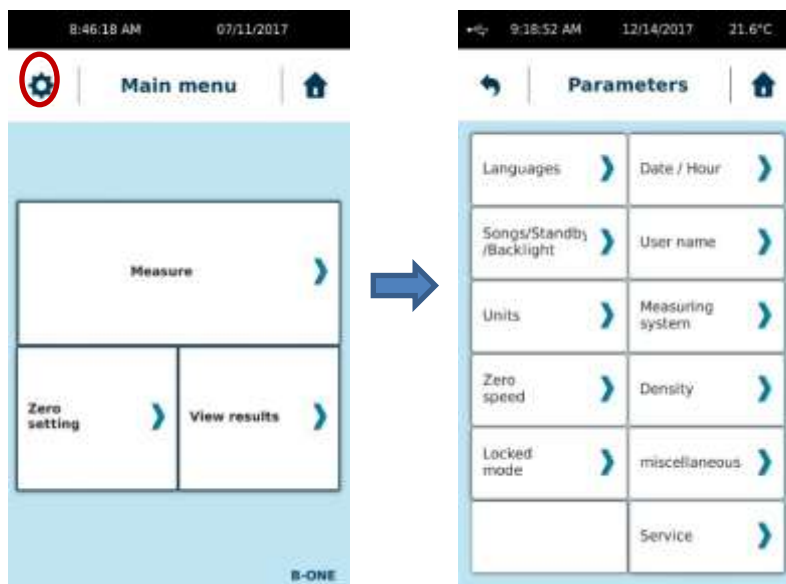 8:46:18 AM 07/11/2017
Main menu
Measure
Zero
setting
View results
B-ONE
9:18:52 AM 12/14/2017 21.6°C
Parameters
Languages
Date / Hour
Songs/Standby
/Backlight
User name
Units
Measuring
system
Zero
speed
Density
Locked
mode
miscellaneous
Service